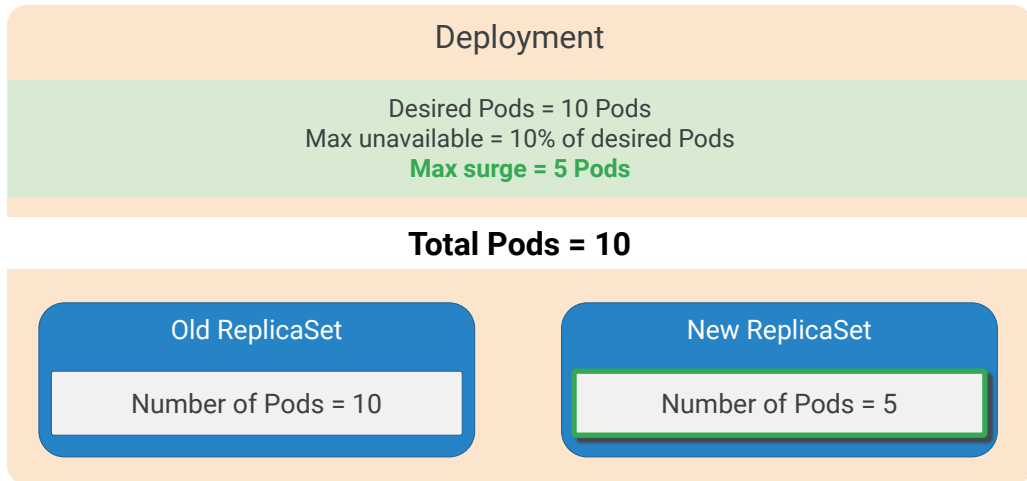 Deployment
Desired Pods = 10 Pods
Max unavailable = 10% of desired Pods
Max surge = 5 Pods
Total Pods = 10
Old ReplicaSet
Number of Pods = 10
New ReplicaSet
Number of Pods = 5